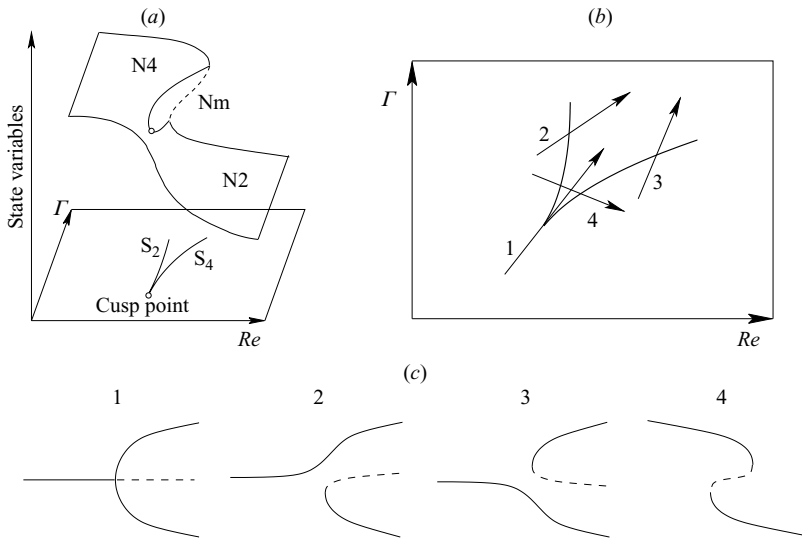 (a)
N4
Nm
N2
State variables
Γ
S2
S4
Cusp point
Re
(b)
Γ
2
3
4
1
Re
(c)
1 2 3 4